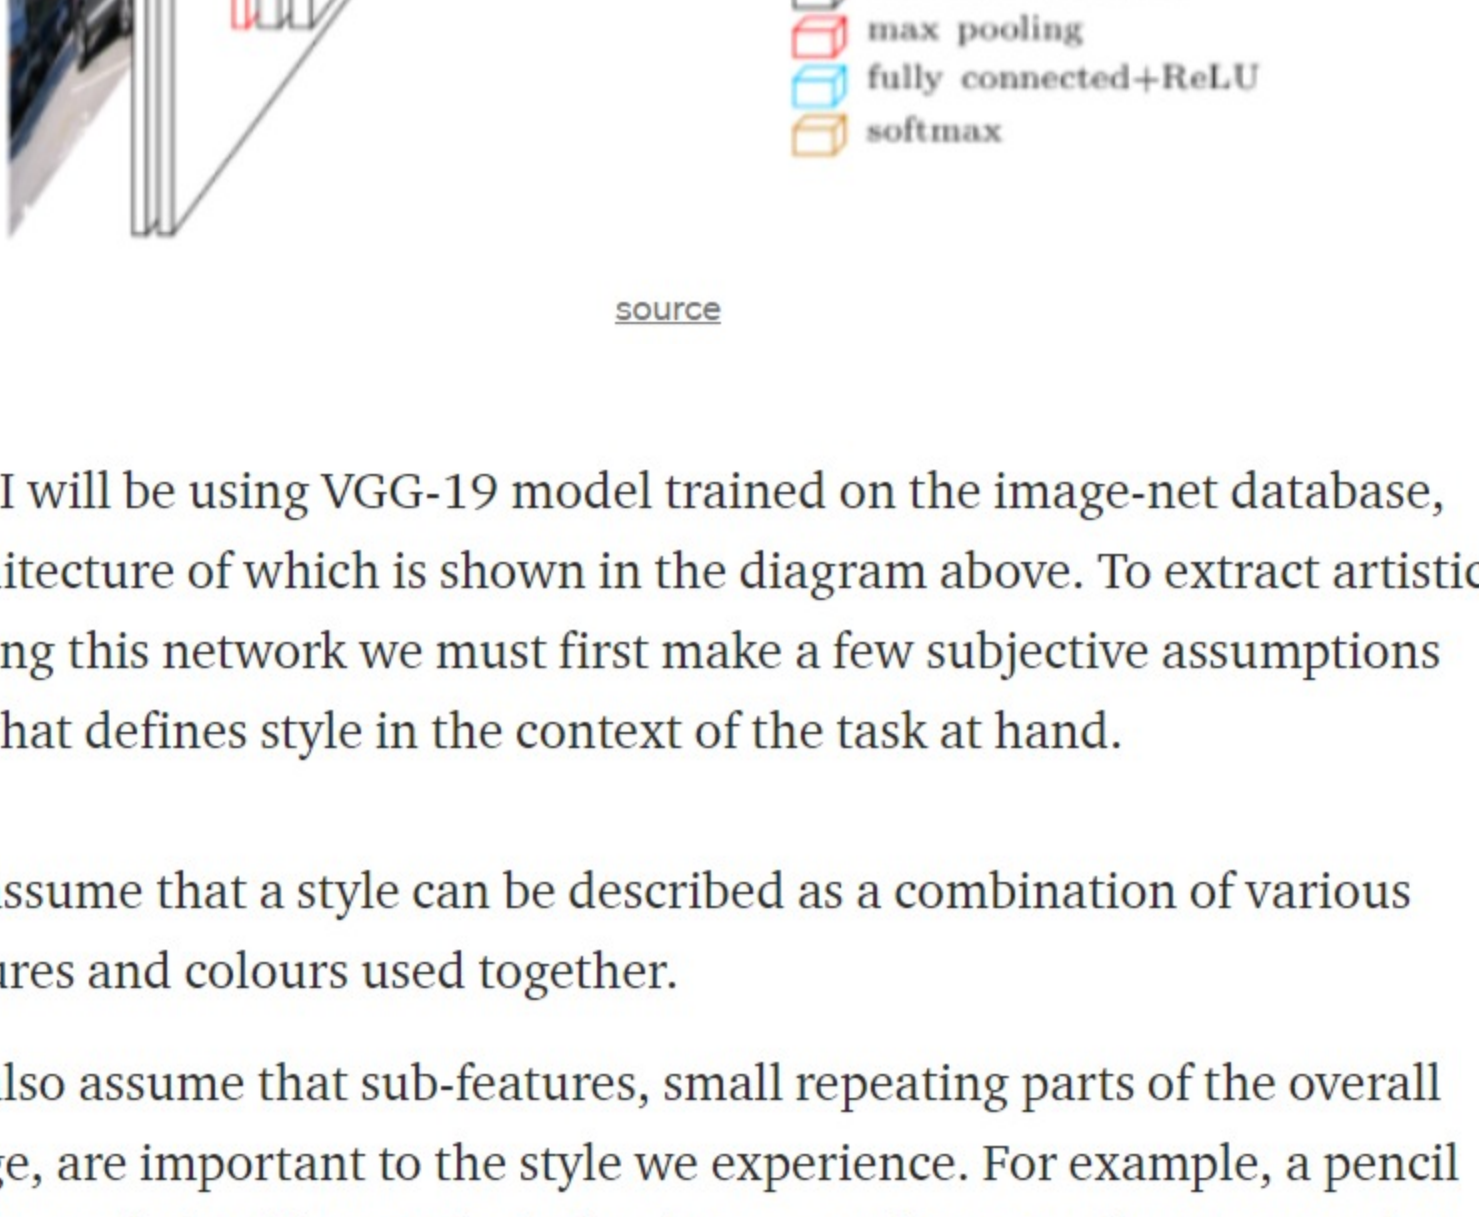 max pooling
fully connected+ReLU
softmax
source
I will be using VGG-19 model trained on the image-net database,
itecture of which is shown in the diagram above. To extract artistic
ng this network we must first make a few subjective assumptions
hat defines style in the context of the task at hand.
ssume that a style can be described as a combination of various
ures and colours used together.
lso assume that sub-features, small repeating parts of the overall
ge, are important to the style we experience. For example, a pencil